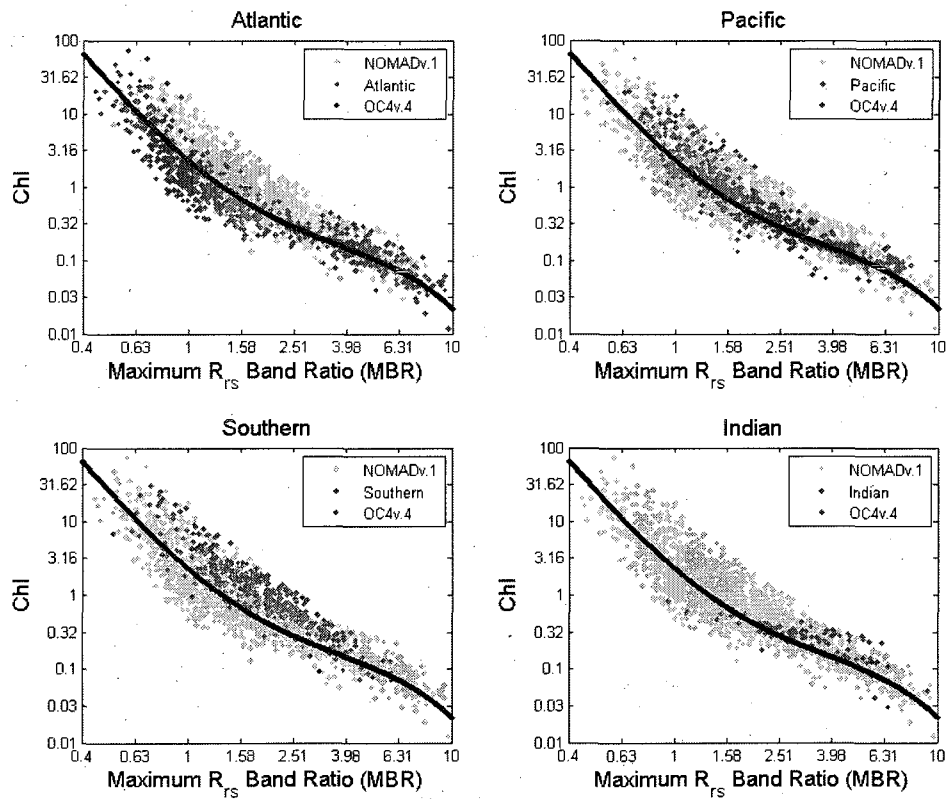 Atlantic
Chl
100
31.62
10
3.16
1
0.32
0.1
0.03
0.01
NOMADv.1
Atlantic
OC4v.4
0.4 0.63 1 1.58 2.51 3.98 6.31 10
Maximum Rrs Band Ratio (MBR)
Pacific
Chl
100
31.62
10
3.16
1
0.32
0.1
0.03
0.01
NOMADv.1
Pacific
OC4v.4
0.4 0.63 1 1.58 2.51 3.98 6.31 10
Maximum Rrs Band Ratio (MBR)
Southern
Chl
100
31.62
10
3.16
1
0.32
0.1
0.03
0.01
NOMADv.1
Southern
OC4v.4
0.4 0.63 1 1.58 2.51 3.98 6.31 10
Maximum Rrs Band Ratio (MBR)
Indian
Chl
100
31.62
10
3.16
1
0.32
0.1
0.03
0.01
NOMADv.1
Indian
OC4v.4
0.4 0.63 1 1.58 2.51 3.98 6.31 10
Maximum Rrs Band Ratio (MBR)